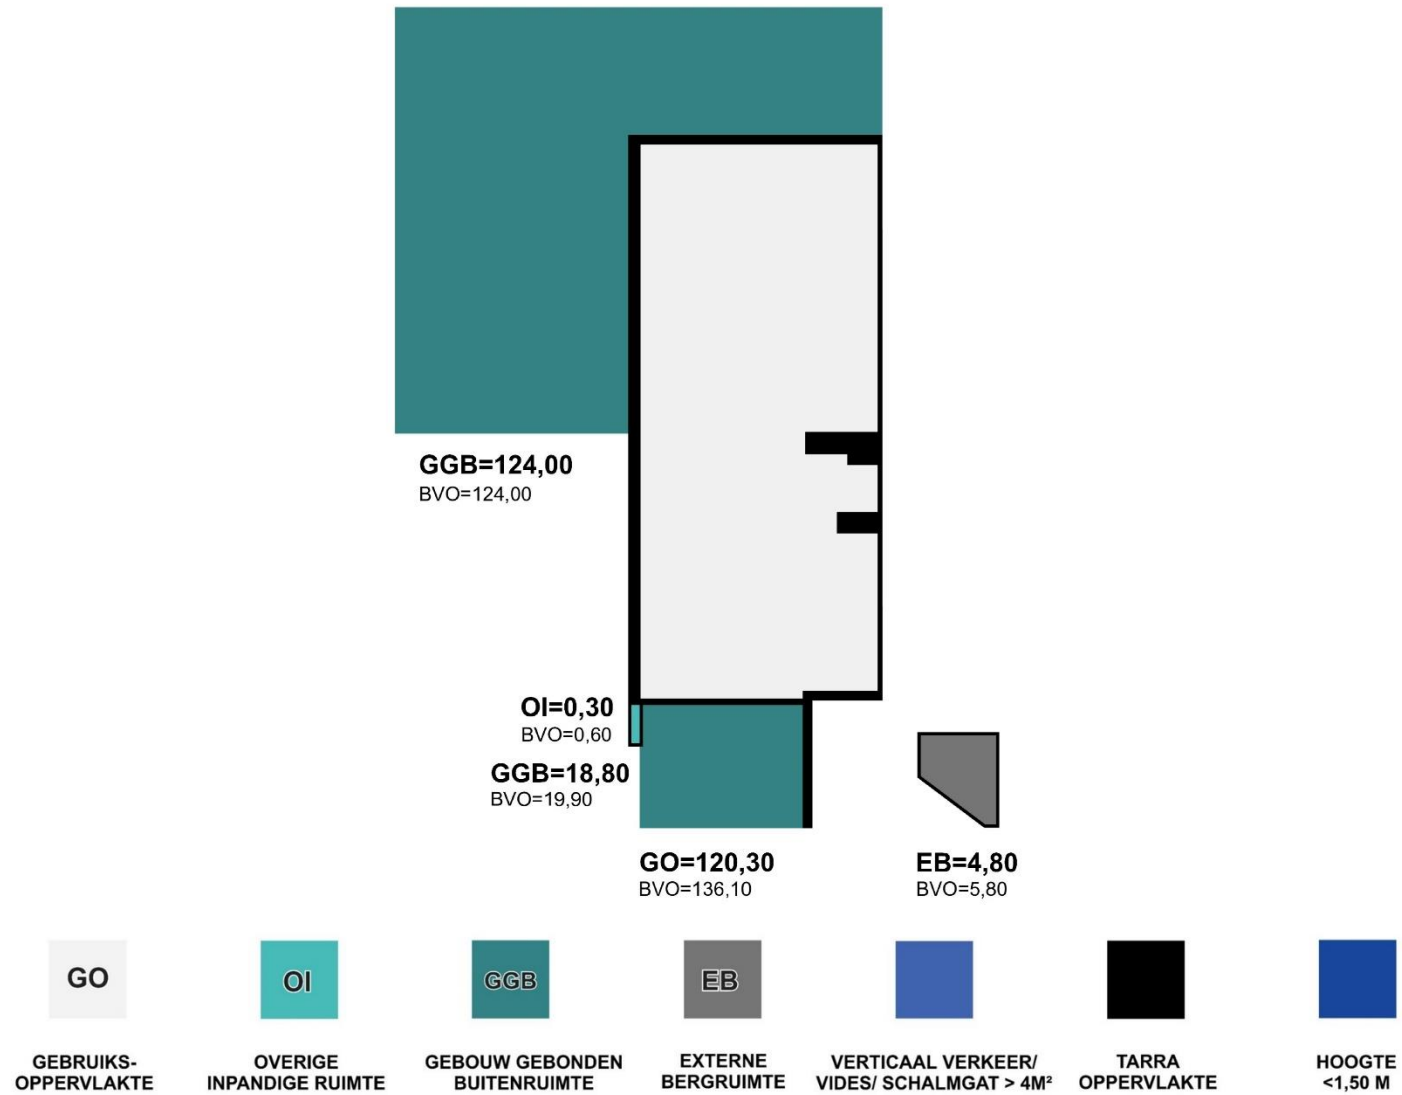 GGB=124,00
BVO=124,00
OI=0,30
BVO=0,60
GGB=18,80
BVO=19,90
GO=120,30
BVO=136,10
EB=4,80
BVO=5,80
GO
OI
GGB
EB
GEBRUIKS-
OPPERVLAKTE
OVERIGE
INPANDIGE RUIMTE
GEBOUW GEBONDEN
BUITENRUIMTE
EXTERNE
BERGRUIMTE
VERTICAAL VERKEER/
VIDES/ SCHALMGAT > 4M²
TARRA
OPPERVLAKTE
HOOGTE
<1,50 M